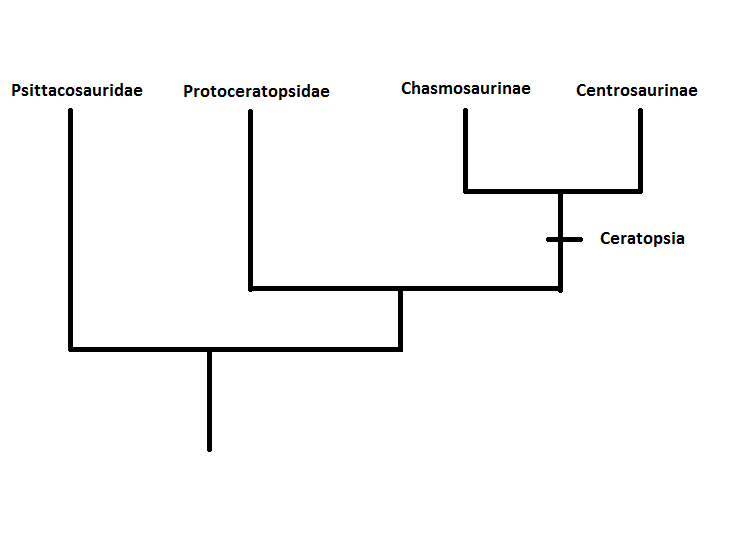 Psittacosauridae
Protoceratopsidae
Chasmosaurinae
Centrosaurinae
Ceratopsia